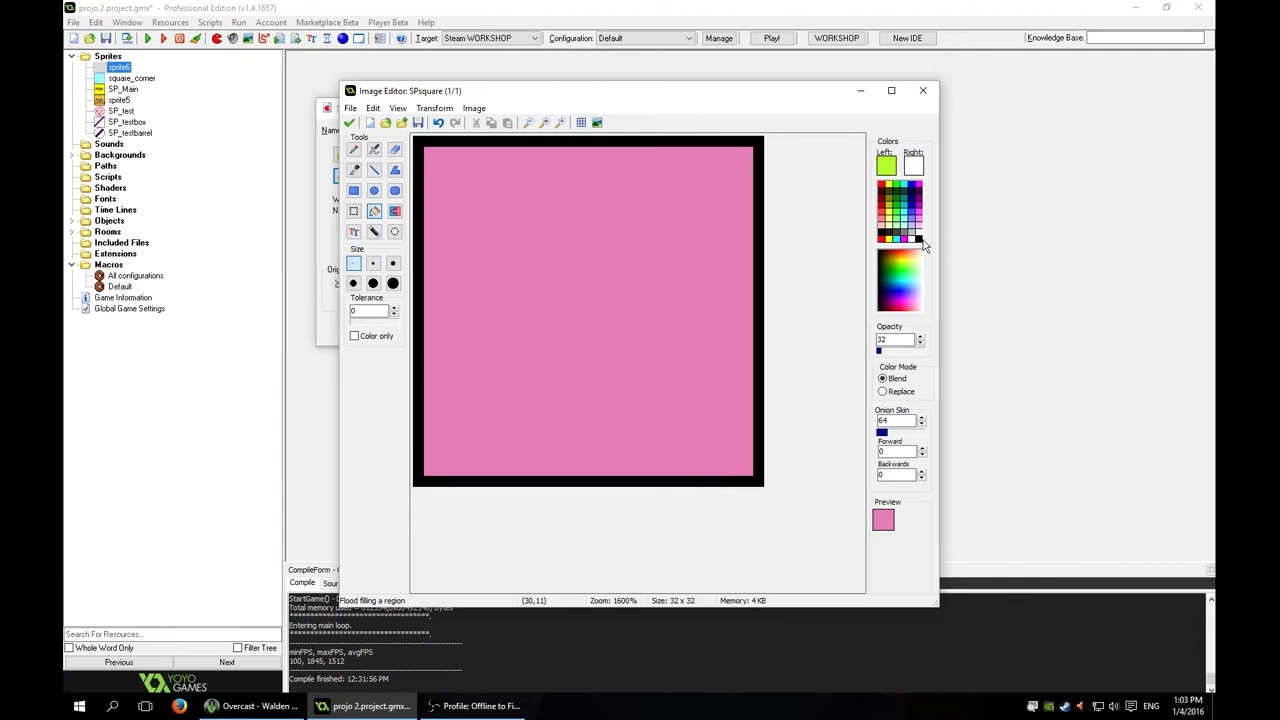 projo 2.project.gmx* - Professional Edition (v1.4.1657)
File Edit Window Resources Scripts Run Account Marketplace Beta Player Beta Help
Target: Steam WORKSHOP Configuration: Default Manage Play! WORKSHOP New IDE Knowledge Base:
Sprites
sprite6
square_corner
SP_Main
sprite5
SP_test
SP_testbox
SP_testbarrel
Sounds
Backgrounds
Paths
Scripts
Shaders
Fonts
Time Lines
Objects
Rooms
Included Files
Extensions
Macros
All configurations
Default
Game Information
Global Game Settings
Search For Resources...
Whole Word Only Filter Tree
Previous Next
YOYO
GAMES
Image Editor: SPsquare (1/1)
File Edit View Transform Image
Tools
Size
Tolerance
0
Color only
Colors
Left: Right:
Opacity
32
Color Mode
Blend
Replace
Onion Skin
64
Forward
0
Backwards
0
Preview
Flood filling a region (30,11) Zoom: 1600% Size: 32 x 32 Memory: 4 KB
CompileForm -
Compile Sour
Entering main loop.
minFPS, maxFPS, avgFPS
100, 1845, 1512
Compile finished: 12:31:56 PM
Overcast - Walden ... projo 2.project.gmx... Profile: Offline to Fi...
ENG 1:03 PM
1/4/2016